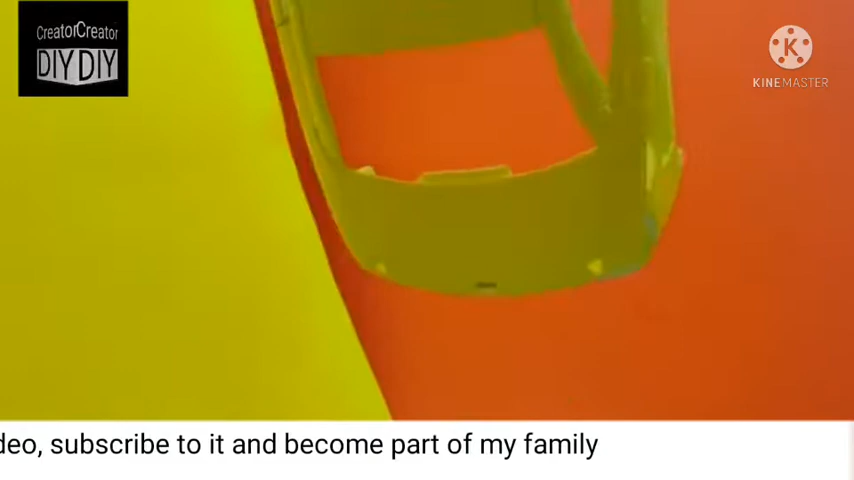 CreatorCreator
DIY DIY
K
KINEMASTER
deo, subscribe to it and become part of my family